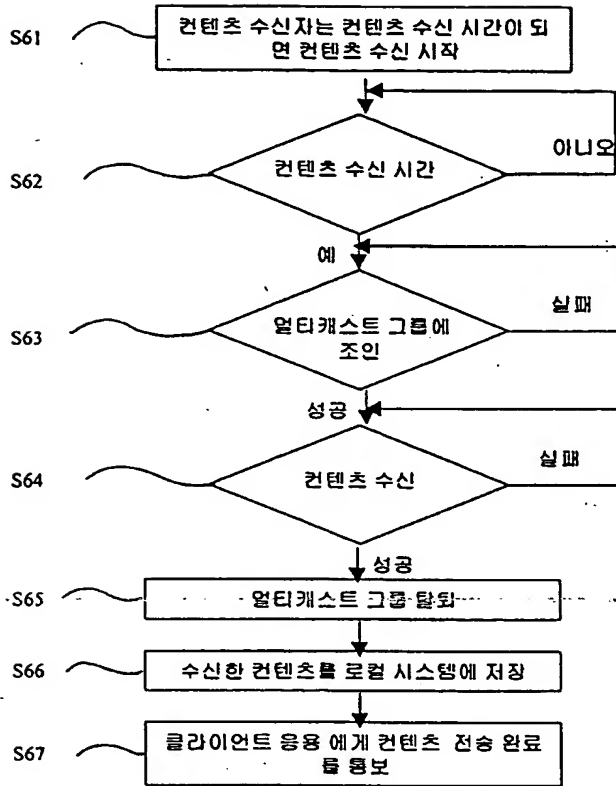 S61
컨텐츠 수신자는 컨텐츠 수신 시간이 되
면 컨텐츠 수신 시작
S62
컨텐츠 수신 시간
아니오
예
S63
멀티캐스트 그룹에
조인
실패
성공
S64
컨텐츠 수신
실패
성공
S65
멀티캐스트 그룹 탈퇴
S66
수신한 컨텐츠를 로컬 시스템에 저장
S67
클라이언트 응용 에게 컨텐츠 전송 완료
를 통보